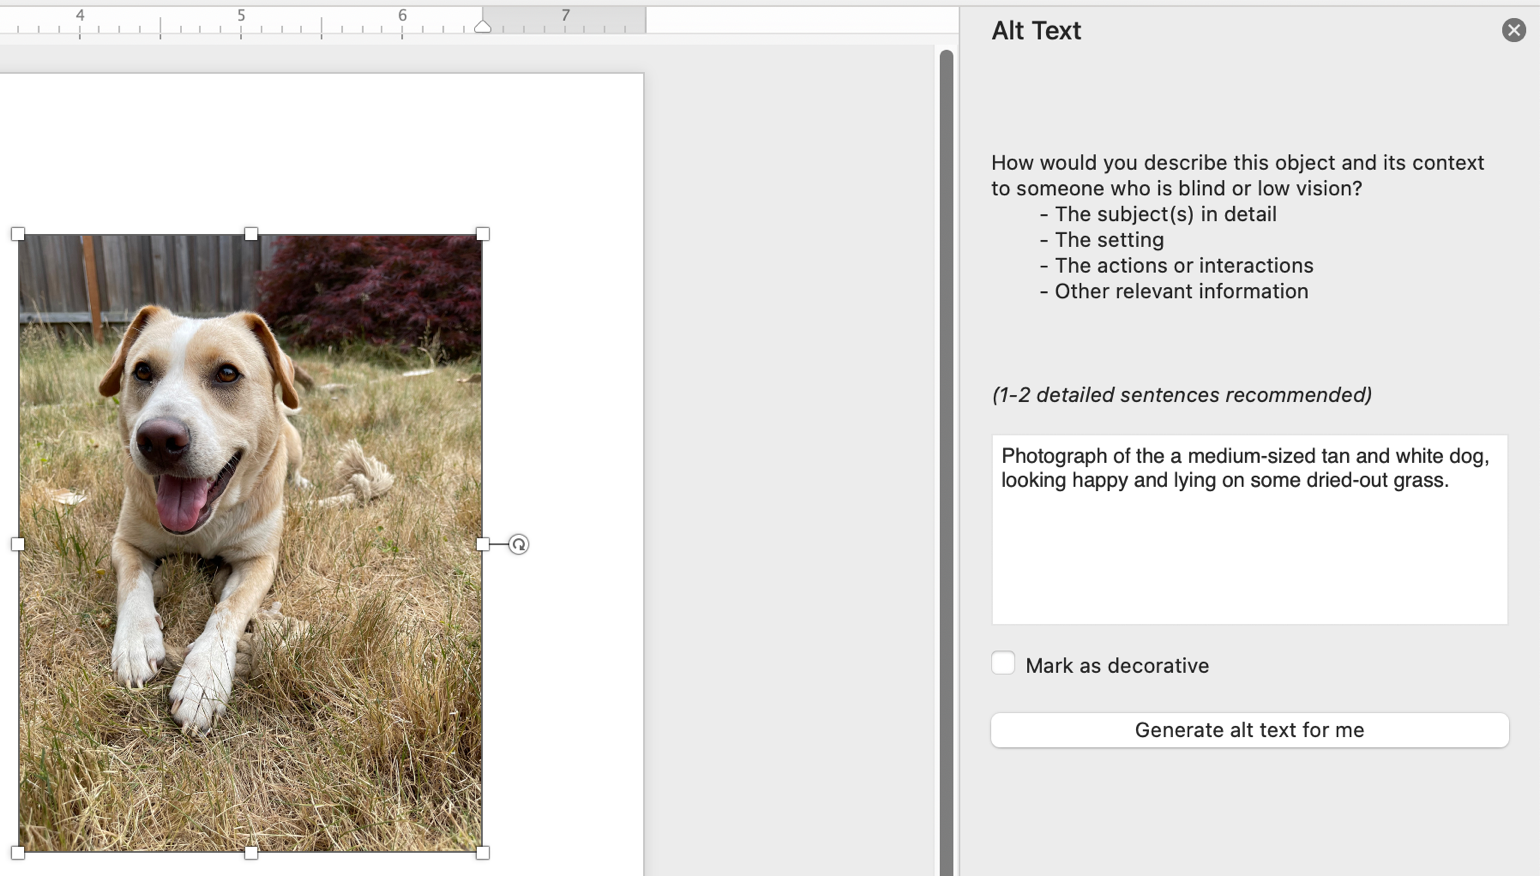 4 5 6 7
Alt Text
How would you describe this object and its context
to someone who is blind or low vision?
- The subject(s) in detail
- The setting
- The actions or interactions
- Other relevant information
(1-2 detailed sentences recommended)
Photograph of the a medium-sized tan and white dog,
looking happy and lying on some dried-out grass.
Mark as decorative
Generate alt text for me